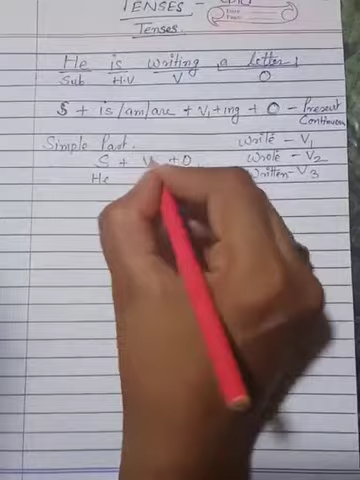 TENSES -
Tenses.
He is writing a letter.
Sub H.V V O
S + is/am/are + V1 + ing + O - Present Continuous
Simple Past.
S + V + O.
He
write - V1
wrote - V2
written - V3